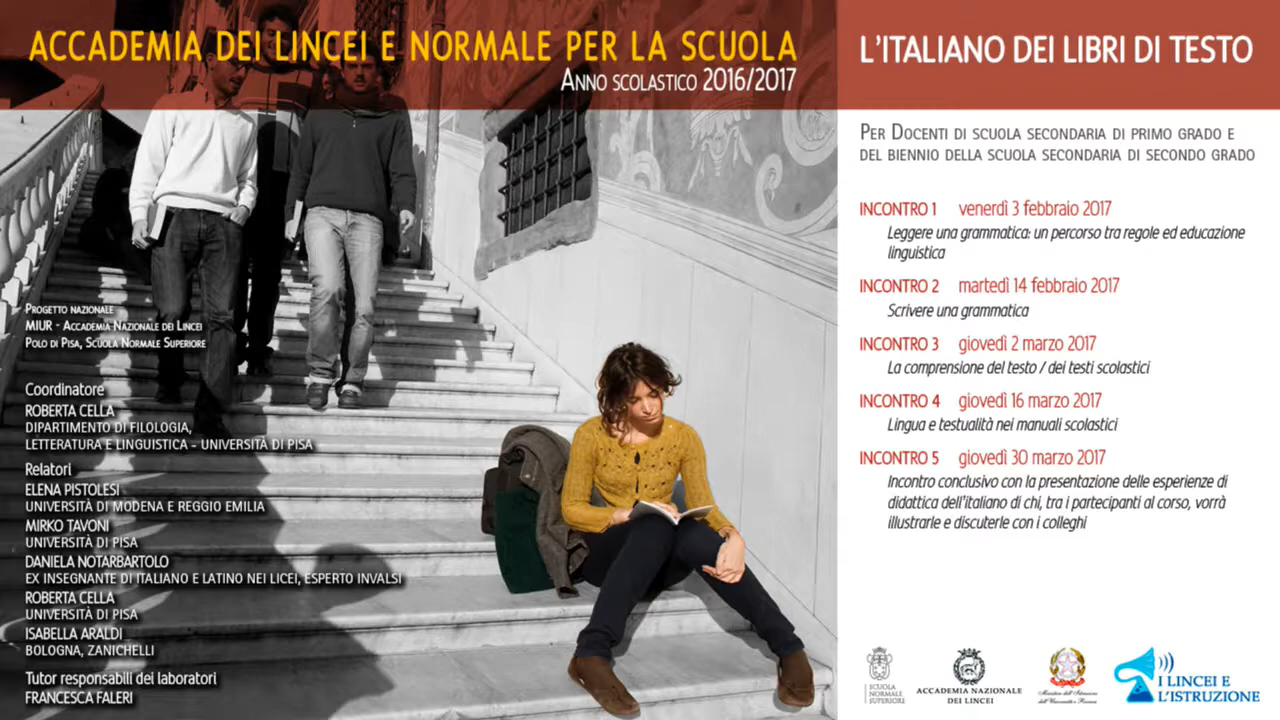 ACCADEMIA DEI LINCEI E NORMALE PER LA SCUOLA
ANNO SCOLASTICO 2016/2017
PROGETTO NAZIONALE
MIUR - ACCADEMIA NAZIONALE DEI LINCEI
POLO DI PISA, SCUOLA NORMALE SUPERIORE
Coordinatore
ROBERTA CELLA
DIPARTIMENTO DI FILOLOGIA,
LETTERATURA E LINGUISTICA - UNIVERSITÀ DI PISA
Relatori
ELENA PISTOLESI
UNIVERSITÀ DI MODENA E REGGIO EMILIA
MIRKO TAVONI
UNIVERSITÀ DI PISA
DANIELA NOTARBARTOLO
EX INSEGNANTE DI ITALIANO E LATINO NEI LICEI, ESPERTO INVALSI
ROBERTA CELLA
UNIVERSITÀ DI PISA
ISABELLA ARALDI
BOLOGNA, ZANICHELLI
Tutor responsabili dei laboratori
FRANCESCA FALERI
L'ITALIANO DEI LIBRI DI TESTO
PER DOCENTI DI SCUOLA SECONDARIA DI PRIMO GRADO E
DEL BIENNIO DELLA SCUOLA SECONDARIA DI SECONDO GRADO
INCONTRO 1 venerdì 3 febbraio 2017
Leggere una grammatica: un percorso tra regole ed educazione
linguistica
INCONTRO 2 martedì 14 febbraio 2017
Scrivere una grammatica
INCONTRO 3 giovedì 2 marzo 2017
La comprensione del testo / dei testi scolastici
INCONTRO 4 giovedì 16 marzo 2017
Lingua e testualità nei manuali scolastici
INCONTRO 5 giovedì 30 marzo 2017
Incontro conclusivo con la presentazione delle esperienze di
didattica dell'italiano di chi, tra i partecipanti al corso, vorrà
illustrarle e discuterle con i colleghi
SCUOLA
NORMALE
SUPERIORE
ACCADEMIA NAZIONALE
DEI LINCEI
Ministero dell'Istruzione
dell'Università e Ricerca
I LINCEI E
L'ISTRUZIONE